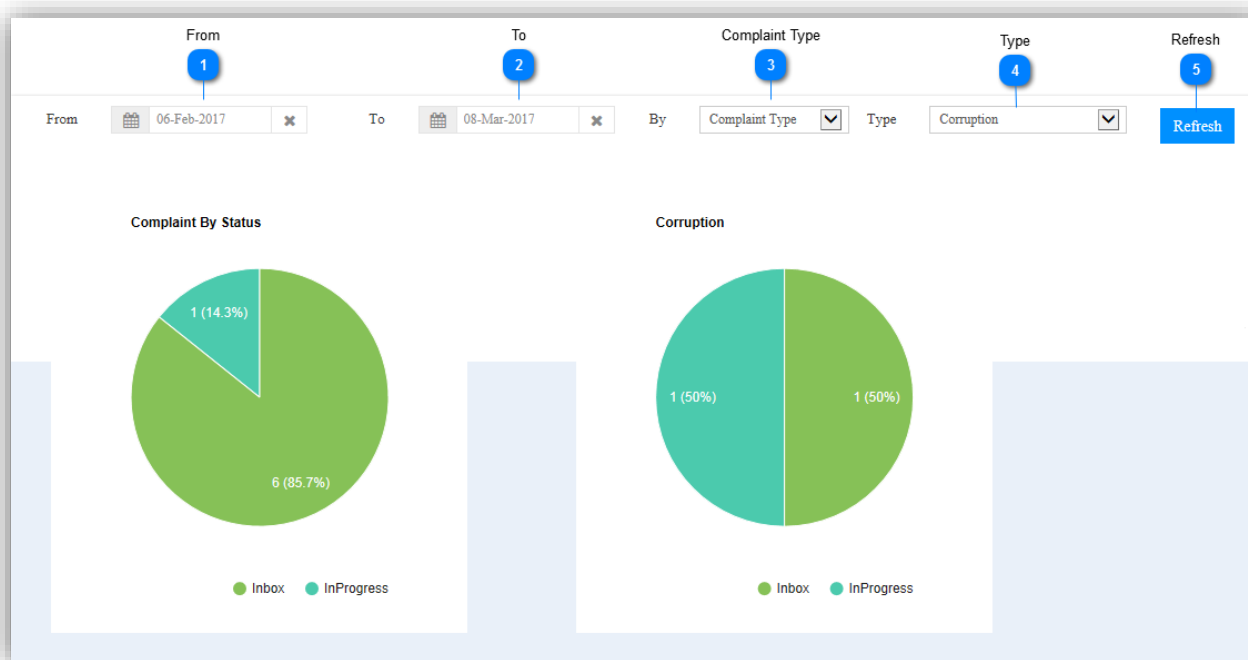 From To Complaint Type Type Refresh
1 2 3 4 5
From 06-Feb-2017 To 08-Mar-2017 By Complaint Type Type Corruption Refresh
Complaint By Status Corruption
1 (14.3%)
1 (50%) 1 (50%)
6 (85.7%)
Inbox InProgress Inbox InProgress